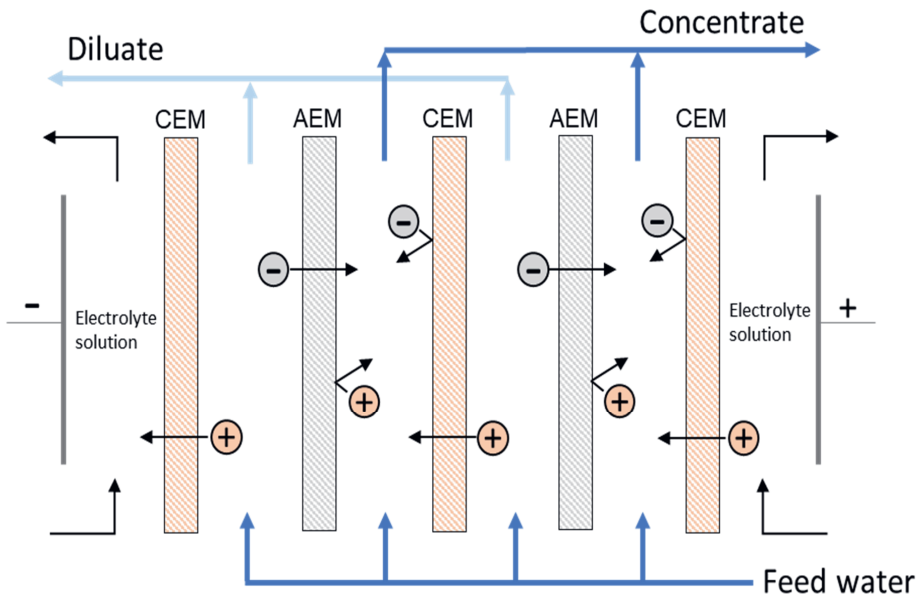 Concentrate
Diluate
CEM
AEM
CEM
AEM
CEM
-
-
-
-
-
Electrolyte
solution
Electrolyte
solution
+
+
+
+
+
+
Feed water